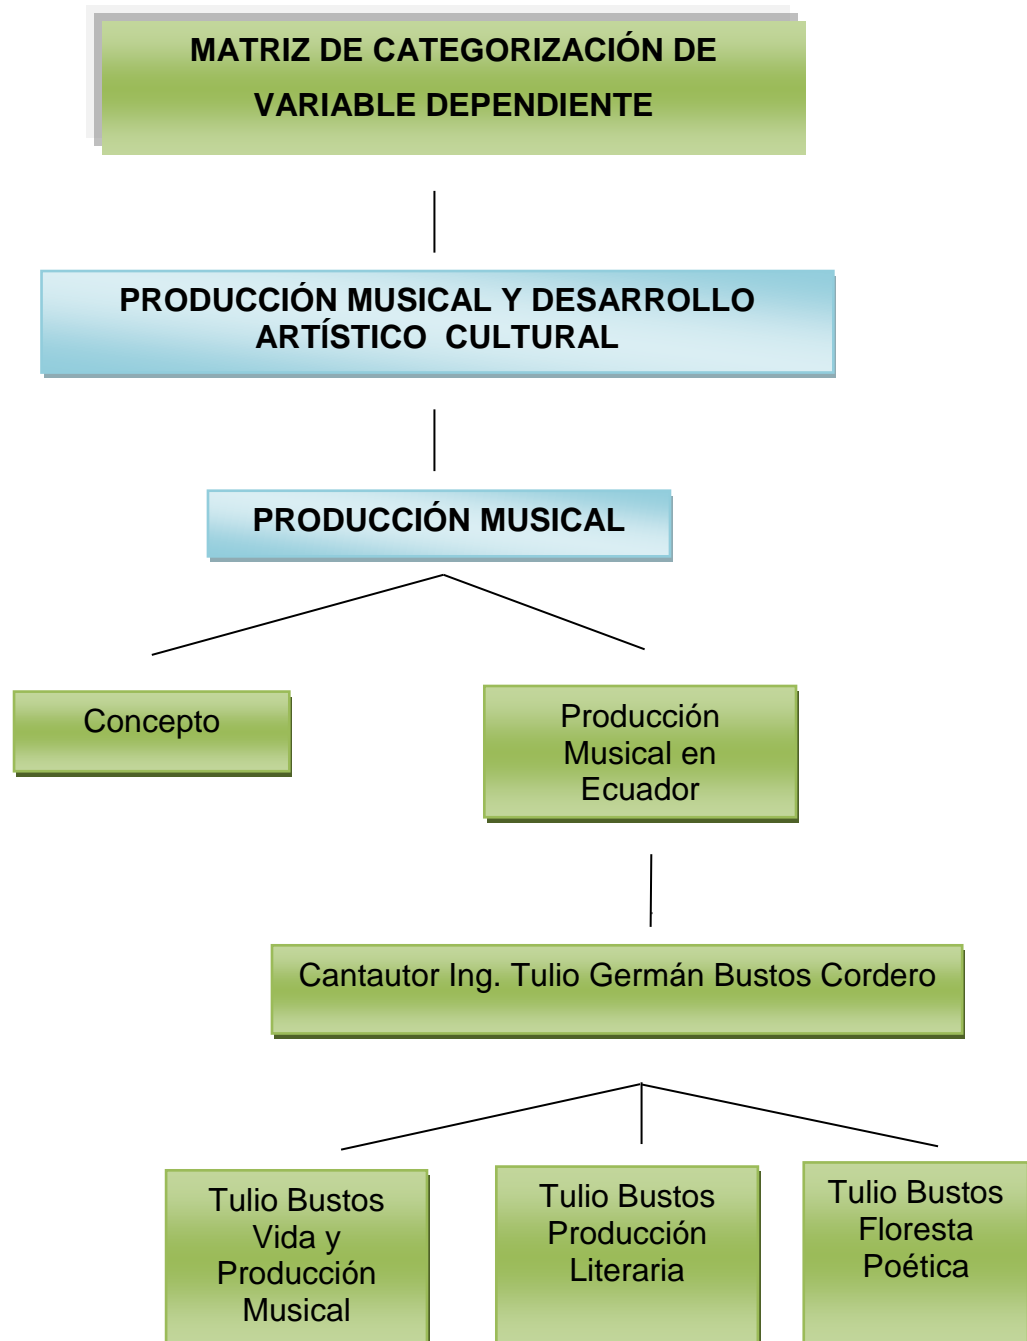 MATRIZ DE CATEGORIZACIÓN DE
VARIABLE DEPENDIENTE
PRODUCCIÓN MUSICAL Y DESARROLLO
ARTÍSTICO CULTURAL
PRODUCCIÓN MUSICAL
Concepto
Producción
Musical en
Ecuador
Cantautor Ing. Tulio Germán Bustos Cordero
Tulio Bustos
Vida y
Producción
Musical
Tulio Bustos
Producción
Literaria
Tulio Bustos
Floresta
Poética